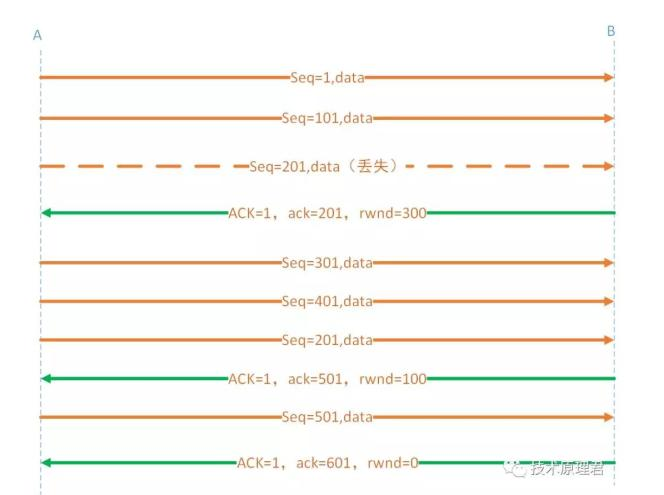 A
B
Seq=1,data
Seq=101,data
Seq=201,data（丢失）
ACK=1，ack=201，rwnd=300
Seq=301,data
Seq=401,data
Seq=201,data
ACK=1，ack=501，rwnd=100
Seq=501,data
ACK=1，ack=601，rwnd=0
技术原理君